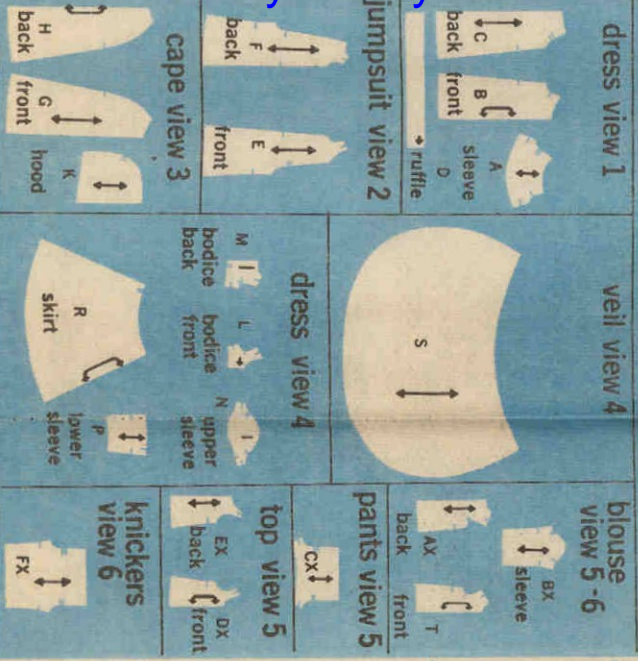 dress view 1
C
back
B
front
A
sleeve
D
ruffle
jumpsuit view 2
F
back
E
front
cape view 3
H
back
G
front
K
hood
veil view 4
S
dress view 4
M
bodice
back
L
bodice
front
N
upper
sleeve
R
skirt
P
lower
sleeve
blouse
view 5-6
BX
sleeve
AX
back
T
front
pants view 5
CX
top view 5
EX
back
DX
front
knickers
view 6
FX